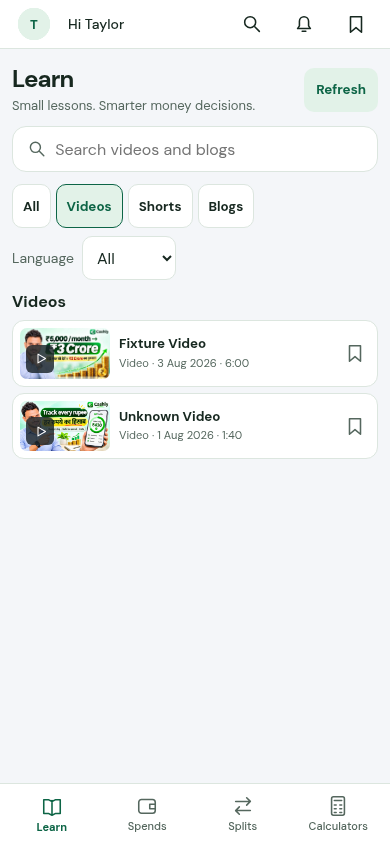 T
Hi Taylor
Learn
Small lessons. Smarter money decisions.
Refresh
Search videos and blogs
All
Videos
Shorts
Blogs
Language
All
Videos
₹5,000 / month →
₹3 Crore
Fixture Video
Video · 3 Aug 2026 · 6:00
Track every rupee
Unknown Video
Video · 1 Aug 2026 · 1:40
Learn
Spends
Splits
Calculators